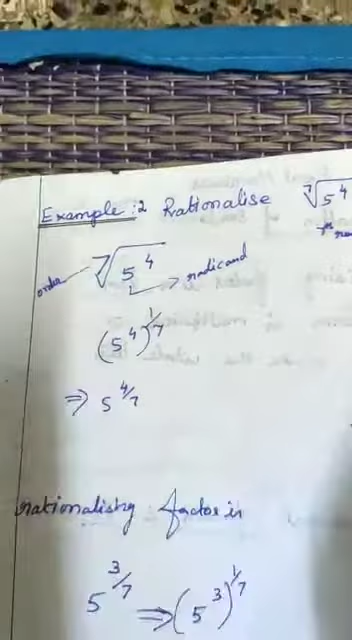 Example : 2 Rationalise ⁷√5⁴
order ⁷√5⁴ → radicand
(5⁴)^1/7
⇒ 5^4/7
rationalising factor is
5^3/7 ⇒ (5³)^1/7